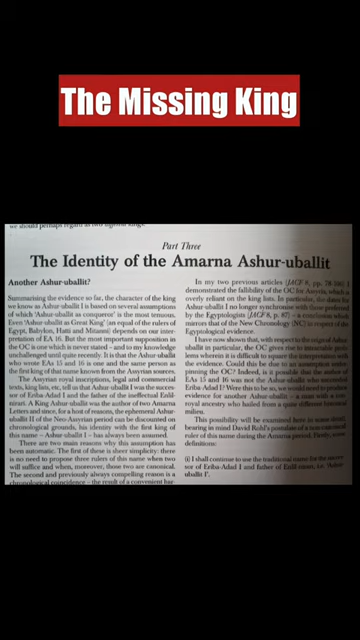 The Missing King
we should perhaps regard as two
Part Three
The Identity of the Amarna Ashur-uballit
Another Ashur-uballit?
Summarising the evidence so far, the character of the king
we know as Ashur-uballit I is based on several assumptions
of which 'Ashur-uballit as conqueror' is the most tenuous.
Even 'Ashur-uballit as Great King' (an equal of the rulers of
Egypt, Babylon, Hatti and Mitanni) depends on our inter-
pretation of EA 16. But the most important supposition in
the OC is one which is never stated – and to my knowledge
unchallenged until quite recently. It is that the Ashur-uballit
who wrote EAs 15 and 16 is one and the same person as
the first king of that name known from the Assyrian sources.
The Assyrian royal inscriptions, legal and commercial
texts, king lists, etc, tell us that Ashur-uballit I was the succes-
sor of Eriba-Adad I and the father of the ineffectual Enlil-
nirari. A King Ashur-uballit was the author of two Amarna
Letters and since, for a host of reasons, the ephemeral Ashur-
uballit II of the Neo-Assyrian period can be discounted on
chronological grounds, his identity with the first king of
this name – Ashur-uballit I – has always been assumed.
There are two main reasons why this assumption has
been automatic. The first of these is sheer simplicity: there
is no need to propose three rulers of this name when two
will suffice and when, moreover, those two are canonical.
The second and previously always compelling reason is a
chronological coincidence – the result of a convenient
In my two previous articles (JACF 8, pp. I
demonstrated the fallibility of the OC for Assyria, which is
overly reliant on the king lists. In particular, the dates for
Ashur-uballit I no longer synchronise with those preferred
by the Egyptologists (JACF 8, p. 87) – a conclusion which
mirrors that of the New Chronology (NC) in respect of the
Egyptological evidence.
I have now shown that, with respect to the reign of Ashur-
uballit in particular, the OC gives rise to intractable prob-
lems wherein it is difficult to square the interpretation with
the evidence. Could this be due to an assumption under-
pinning the OC? Indeed, is it possible that the author of
EAs 15 and 16 was not the Ashur-uballit who succeeded
Eriba-Adad I? Were this to be so, we would need to produce
evidence for another Ashur-uballit – a man with a
royal ancestry who hailed from a quite different historical
milieu.
This possibility will be examined here in some detail,
bearing in mind David Rohl's postulate of a non-canonical
ruler of this name during the Amarna period. Firstly, some
definitions:
(i) I shall continue to use the traditional name for the succes-
sor of Eriba-Adad I and father of Enlil-nirari, i.e. 'Ashur-
uballit I'.